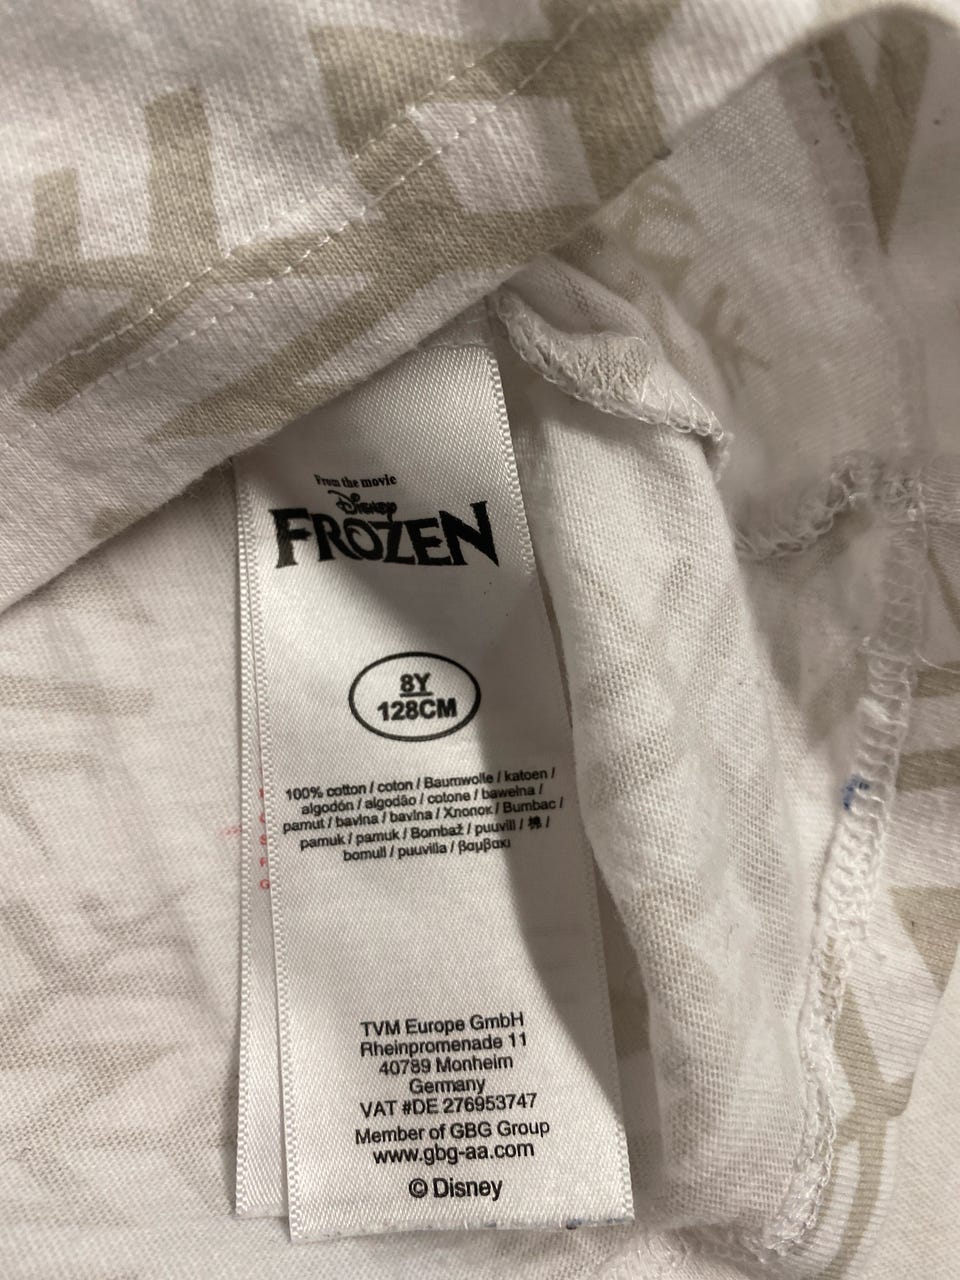 From the movie
Disney
FROZEN
8Y
128CM
100% cotton / coton / Baumwolle / katoen /
algodón / algodão / cotone / bawełna /
pamut / bavlna / bavlna / Хлопок / Bumbac /
pamuk / pamuk / Bombaž / puuvill / 棉 /
bomull / puuvilla / βαμβακι
TVM Europe GmbH
Rheinpromenade 11
40789 Monheim
Germany
VAT #DE 276953747
Member of GBG Group
www.gbg-aa.com
© Disney